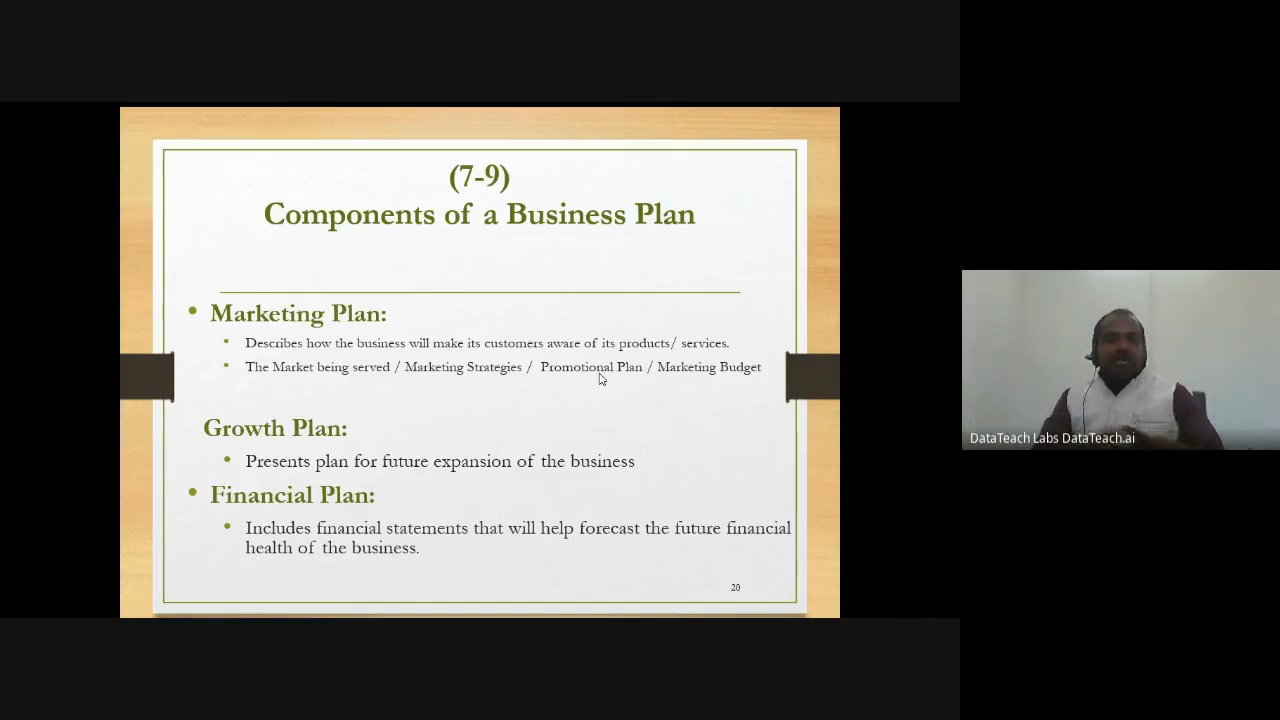 (7-9)
Components of a Business Plan
• Marketing Plan:
• Describes how the business will make its customers aware of its products/ services.
• The Market being served / Marketing Strategies / Promotional Plan / Marketing Budget
Growth Plan:
• Presents plan for future expansion of the business
• Financial Plan:
• Includes financial statements that will help forecast the future financial
health of the business.
20
DataTeach Labs DataTeach.ai